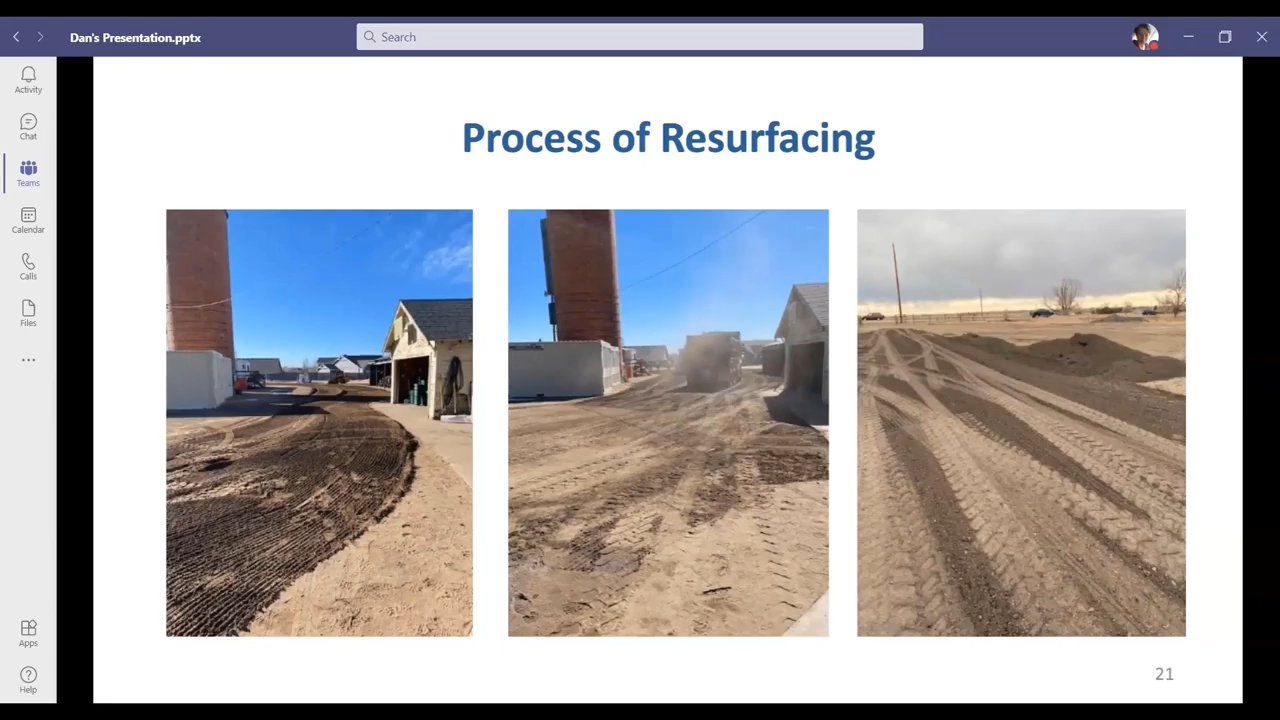 Dan's Presentation.pptx
Search
Activity
Chat
Teams
Calendar
Calls
Files
Apps
Help
Process of Resurfacing
21